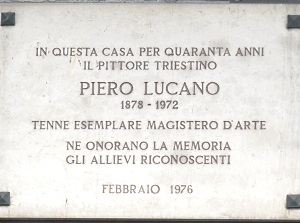 IN QUESTA CASA PER QUARANTA ANNI
IL PITTORE TRIESTINO
PIERO LUCANO
1878 - 1972
TENNE ESEMPLARE MAGISTERO D'ARTE
NE ONORANO LA MEMORIA
GLI ALLIEVI RICONOSCENTI
FEBBRAIO 1976